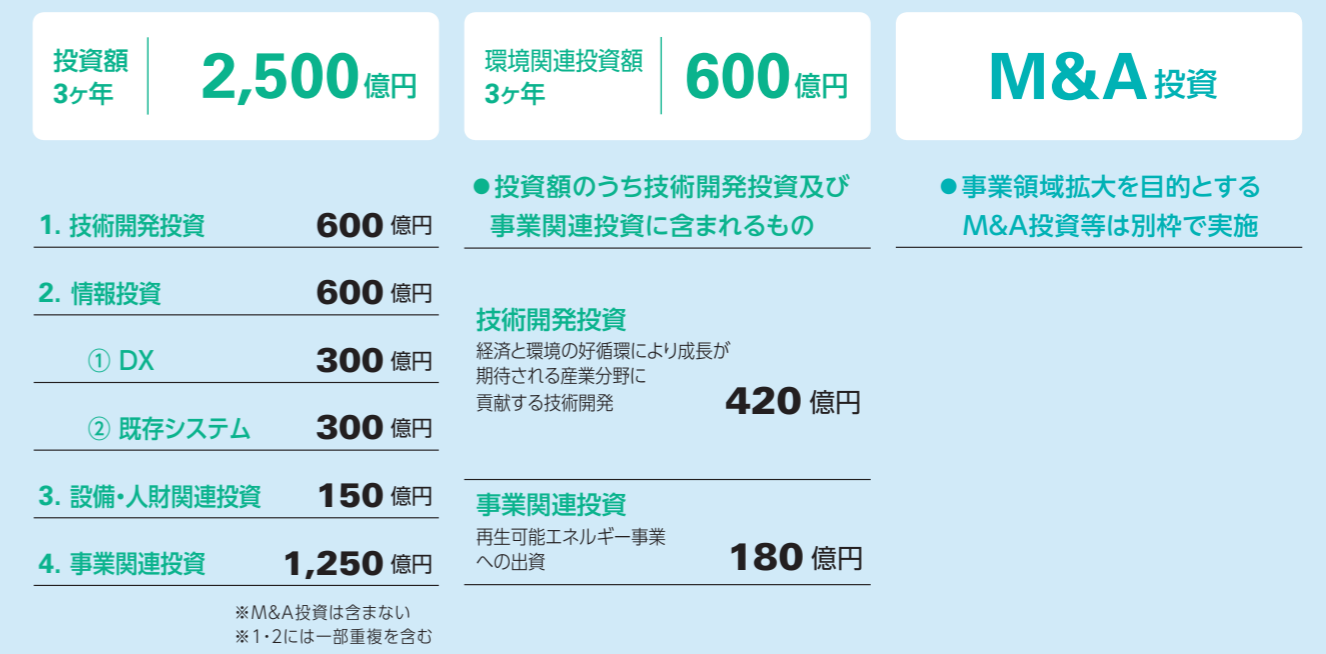 投資額
3ヶ年
2,500億円
1. 技術開発投資 600億円
2. 情報投資 600億円
① DX 300億円
② 既存システム 300億円
3. 設備・人財関連投資 150億円
4. 事業関連投資 1,250億円
※M&A投資は含まない
※1・2には一部重複を含む
環境関連投資額
3ヶ年
600億円
●投資額のうち技術開発投資及び
事業関連投資に含まれるもの
技術開発投資
経済と環境の好循環により成長が
期待される産業分野に
貢献する技術開発 420億円
事業関連投資
再生可能エネルギー事業
への出資 180億円
M&A投資
●事業領域拡大を目的とする
M&A投資等は別枠で実施